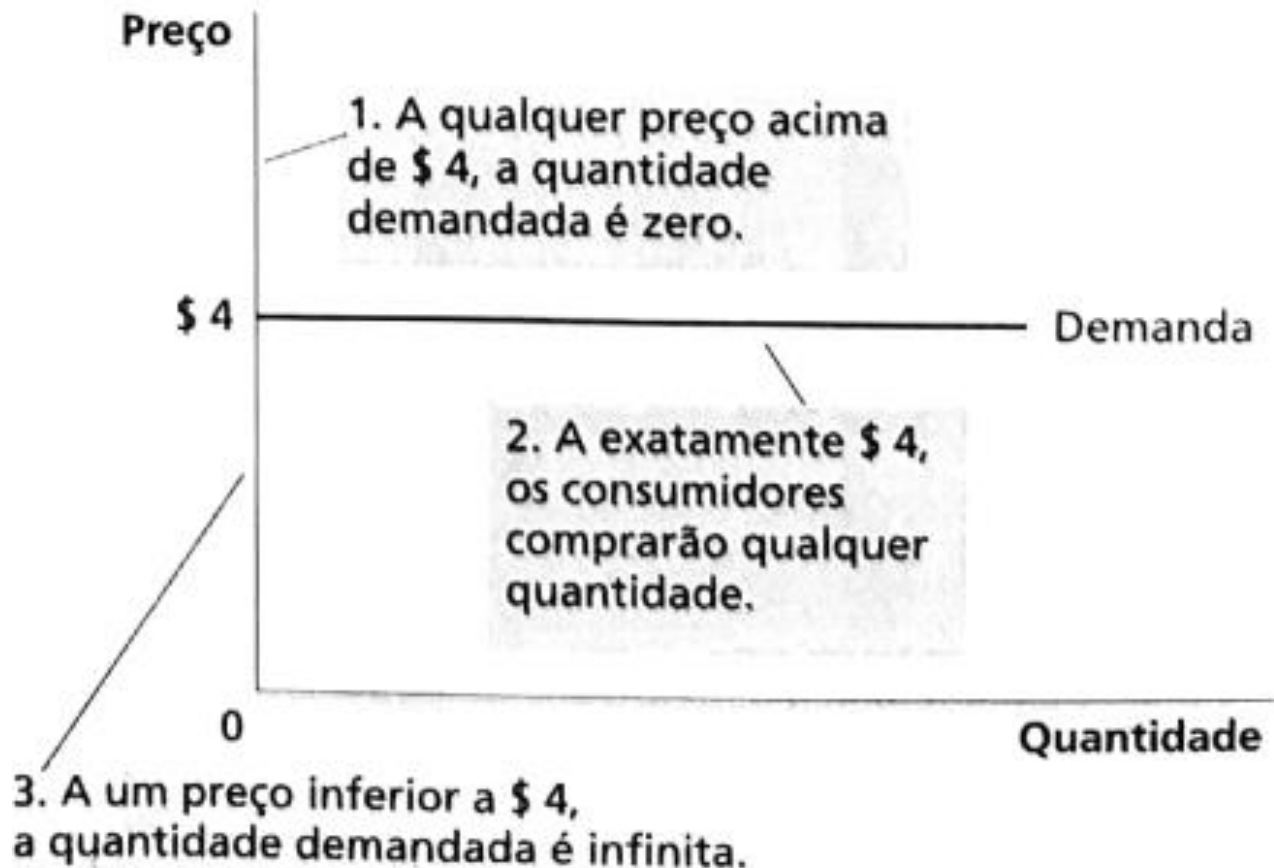 Preço
1. A qualquer preço acima
de $ 4, a quantidade
demandada é zero.
$ 4
Demanda
2. A exatamente $ 4,
os consumidores
comprarão qualquer
quantidade.
0
Quantidade
3. A um preço inferior a $ 4,
a quantidade demandada é infinita.